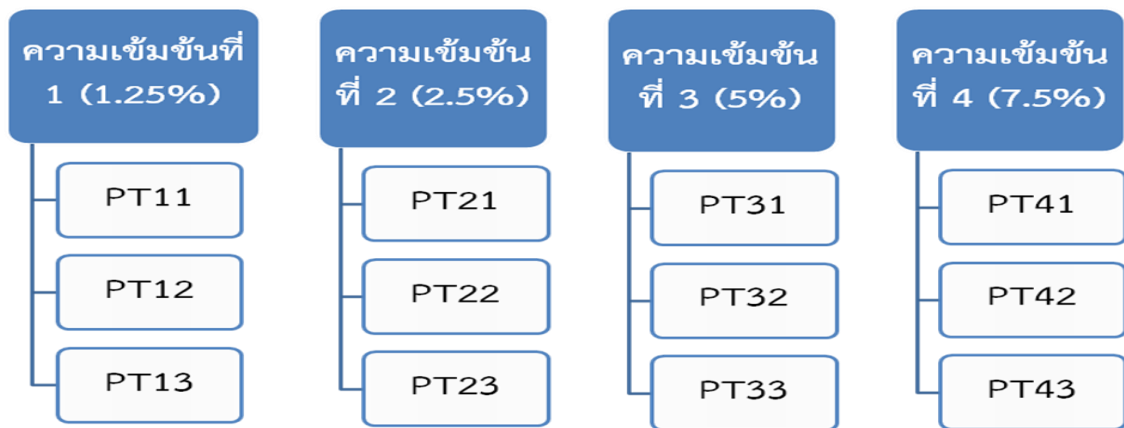 ความเข้มข้นที่
1 (1.25%)
PT11
PT12
PT13
ความเข้มข้น
ที่ 2 (2.5%)
PT21
PT22
PT23
ความเข้มข้น
ที่ 3 (5%)
PT31
PT32
PT33
ความเข้มข้น
ที่ 4 (7.5%)
PT41
PT42
PT43